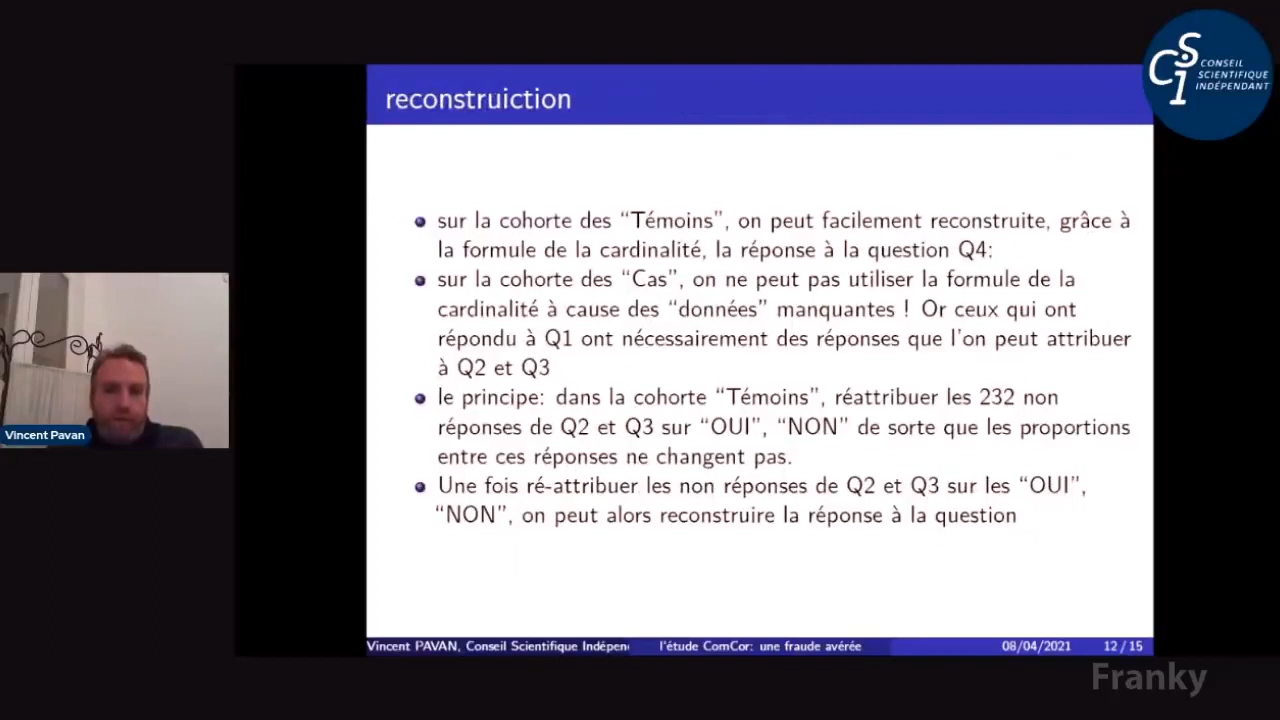 reconstruiction
CSI
CONSEIL
SCIENTIFIQUE
INDÉPENDANT
sur la cohorte des “Témoins”, on peut facilement reconstruite, grâce à
la formule de la cardinalité, la réponse à la question Q4:
sur la cohorte des “Cas”, on ne peut pas utiliser la formule de la
cardinalité à cause des “données” manquantes ! Or ceux qui ont
répondu à Q1 ont nécessairement des réponses que l'on peut attribuer
à Q2 et Q3
le principe: dans la cohorte “Témoins”, réattribuer les 232 non
réponses de Q2 et Q3 sur “OUI”, “NON” de sorte que les proportions
entre ces réponses ne changent pas.
Une fois ré-attribuer les non réponses de Q2 et Q3 sur les “OUI”,
“NON”, on peut alors reconstruire la réponse à la question
Vincent Pavan
Vincent PAVAN, Conseil Scientifique Indépen
l'étude ComCor: une fraude avérée
08/04/2021
12 / 15
Franky